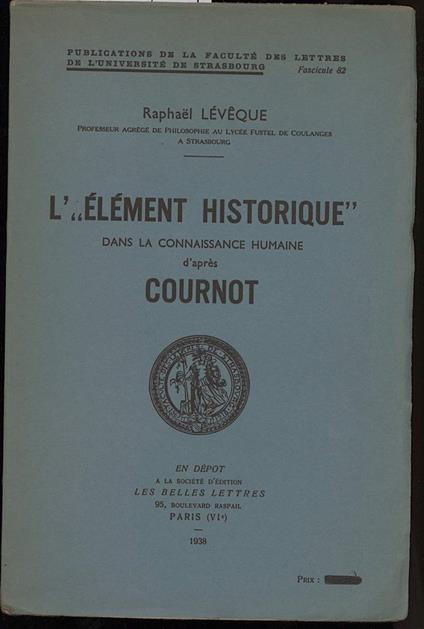 PUBLICATIONS DE LA FACULTÉ DES LETTRES
DE L'UNIVERSITÉ DE STRASBOURG
Fascicule 82
Raphaël LÉVÊQUE
PROFESSEUR AGRÉGÉ DE PHILOSOPHIE AU LYCÉE FUSTEL DE COULANGES
A STRASBOURG
L'„ÉLÉMENT HISTORIQUE"
DANS LA CONNAISSANCE HUMAINE
d'après
COURNOT
EN DÉPOT
A LA SOCIÉTÉ D'ÉDITION
LES BELLES LETTRES
95, BOULEVARD RASPAIL
PARIS (VIe)
1938
PRIX :